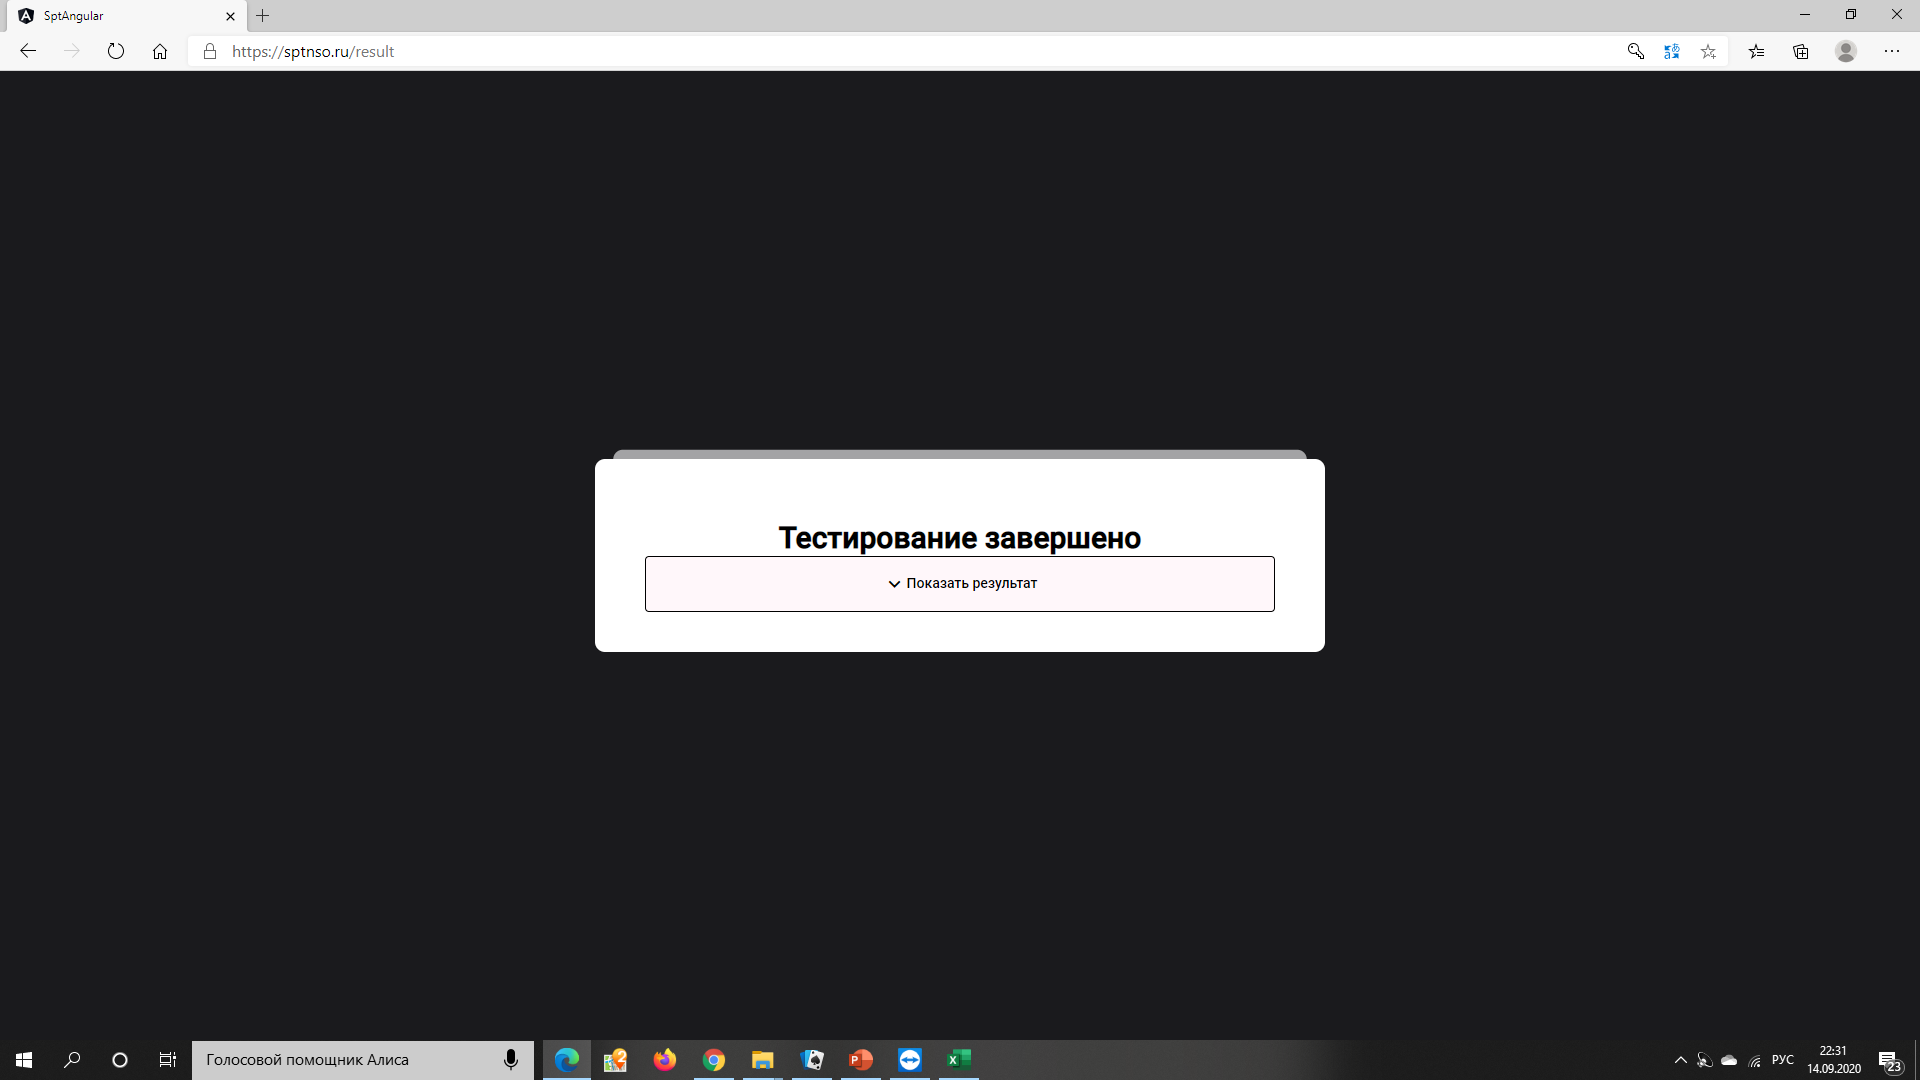 SptAngular
https://sptnso.ru/result
Тестирование завершено
Показать результат
Голосовой помощник Алиса
РУС
22:31
14.09.2020
23